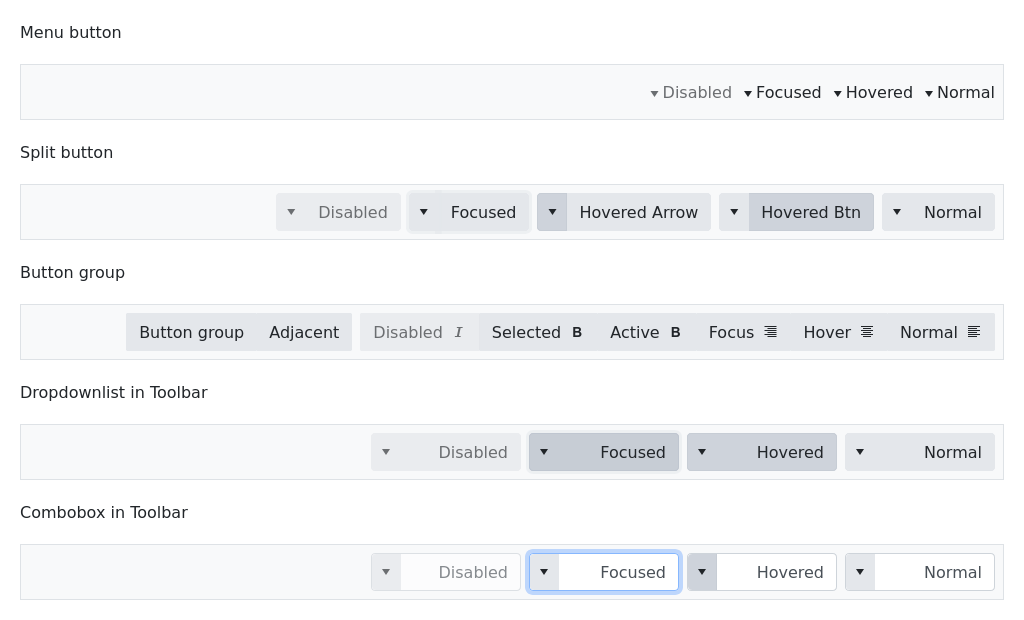 Menu button
Disabled Focused Hovered Normal
Split button
Disabled Focused Hovered Arrow Hovered Btn Normal
Button group
Button group Adjacent Disabled I Selected B Active B Focus Hover Normal
Dropdownlist in Toolbar
Disabled Focused Hovered Normal
Combobox in Toolbar
Disabled Focused Hovered Normal